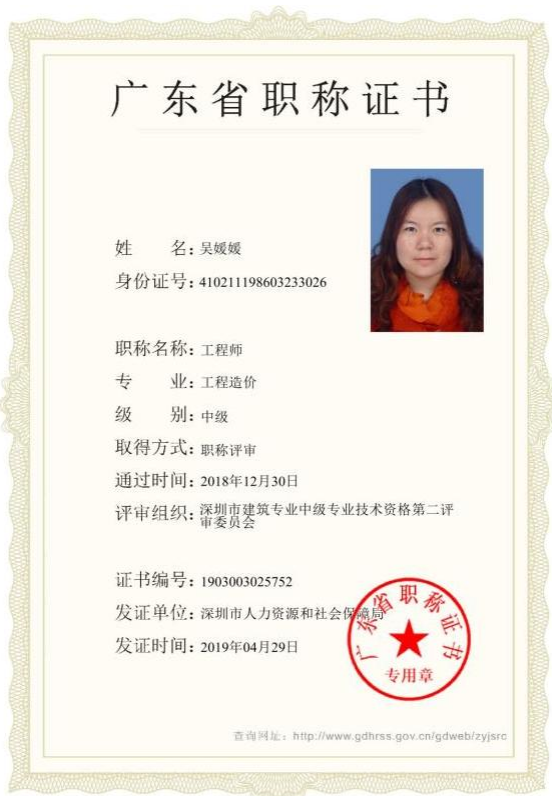 广东省职称证书
姓 名：吴媛媛
身份证号：410211198603233026
职称名称：工程师
专 业：工程造价
级 别：中级
取得方式：职称评审
通过时间：2018年12月30日
评审组织：深圳市建筑专业中级专业技术资格第二评
审委员会
证书编号：1903003025752
发证单位：深圳市人力资源和社会保障局
发证时间：2019年04月29日
广东省职称证书
专用章
查询网址：http://www.gdhrss.gov.cn/gdweb/zyjsrc